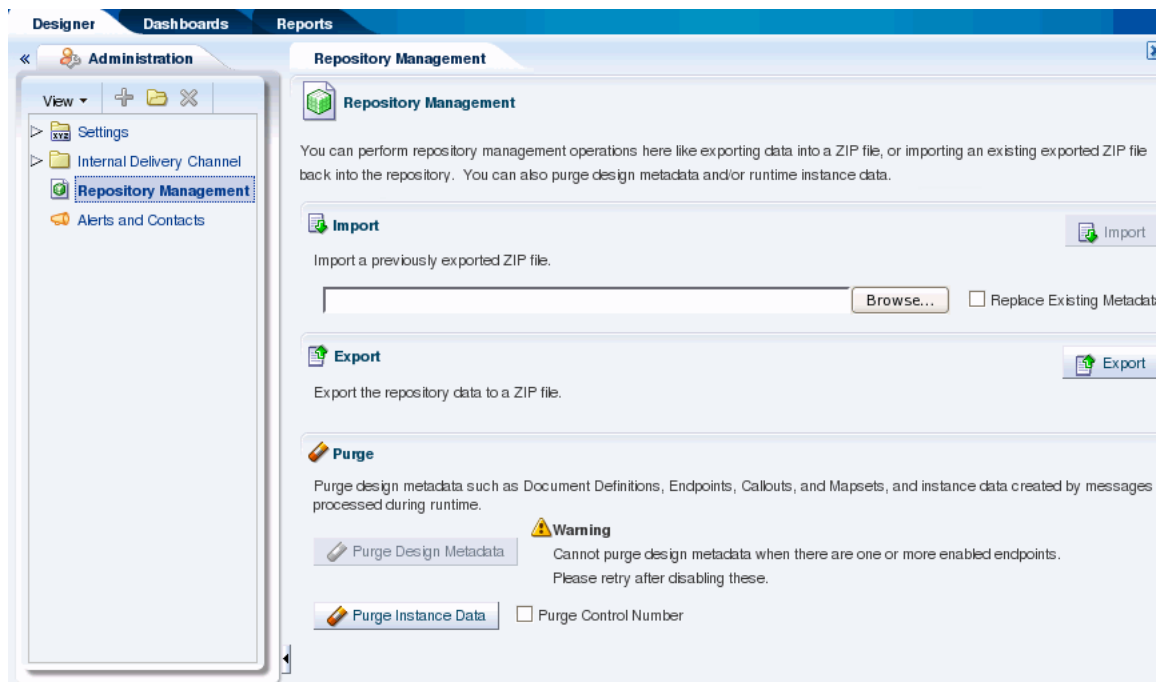 Designer Dashboards Reports
« Administration
View
XYZ Settings
Internal Delivery Channel
Repository Management
Alerts and Contacts
Repository Management
Repository Management
You can perform repository management operations here like exporting data into a ZIP file, or importing an existing exported ZIP file
back into the repository. You can also purge design metadata and/or runtime instance data.
Import
Import
Import a previously exported ZIP file.
Browse... Replace Existing Metadat
Export
Export
Export the repository data to a ZIP file.
Purge
Purge design metadata such as Document Definitions, Endpoints, Callouts, and Mapsets, and instance data created by messages
processed during runtime.
Purge Design Metadata
Warning
Cannot purge design metadata when there are one or more enabled endpoints.
Please retry after disabling these.
Purge Instance Data Purge Control Number